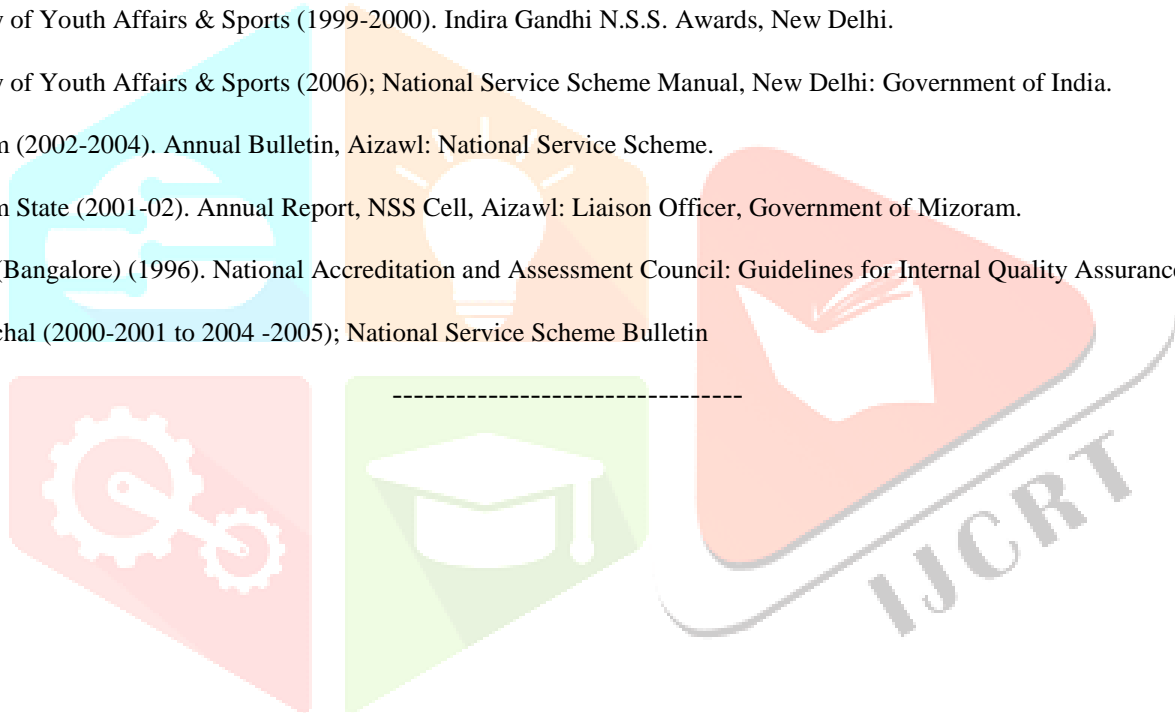 y of Youth Affairs & Sports (1999-2000). Indira Gandhi N.S.S. Awards, New Delhi.
y of Youth Affairs & Sports (2006); National Service Scheme Manual, New Delhi: Government of India.
n (2002-2004). Annual Bulletin, Aizawl: National Service Scheme.
n State (2001-02). Annual Report, NSS Cell, Aizawl: Liaison Officer, Government of Mizoram.
(Bangalore) (1996). National Accreditation and Assessment Council: Guidelines for Internal Quality Assurance
chal (2000-2001 to 2004 -2005); National Service Scheme Bulletin
---------------------------------
IJCRT